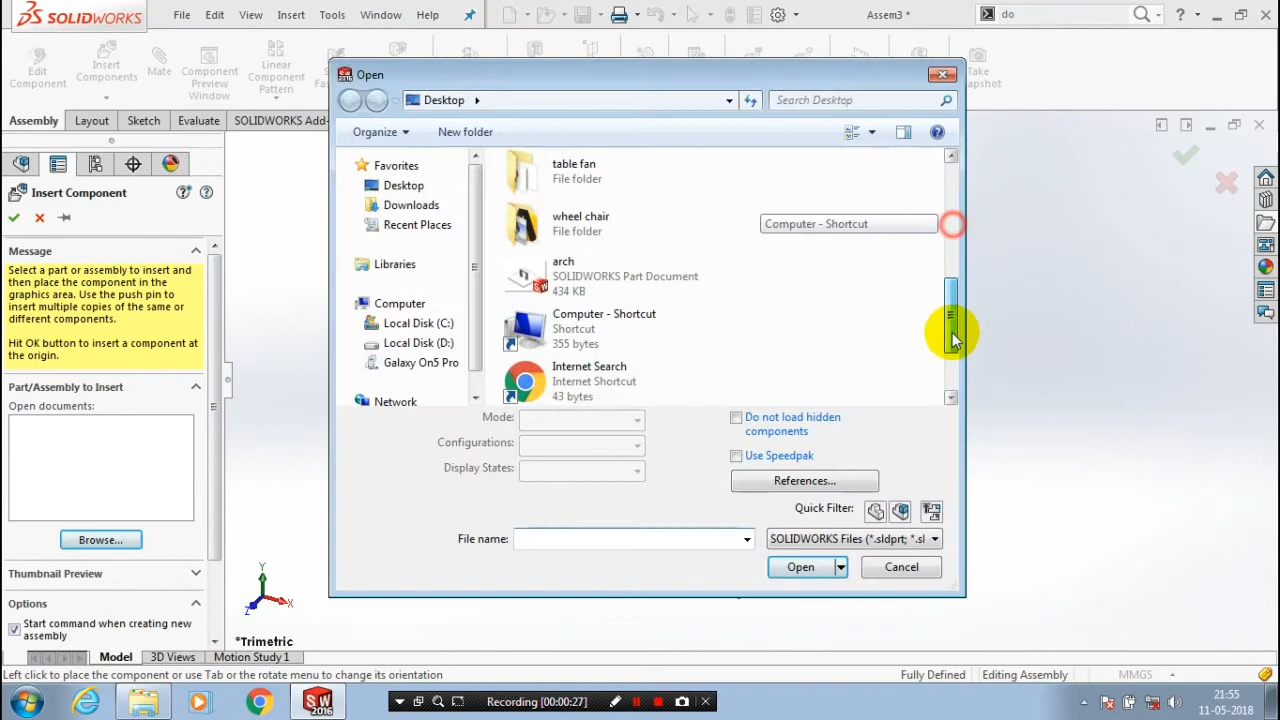 SOLIDWORKS
File Edit View Insert Tools Window Help
Assem3 *
do
Edit Component
Insert Components
Mate
Component Preview Window
Linear Component
Take
Assembly Layout Sketch Evaluate SOLIDWORKS Add-
Insert Component
Message
Select a part or assembly to insert and
then place the component in the
graphics area. Use the push pin to
insert multiple copies of the same or
different components.
Hit OK button to insert a component at
the origin.
Part/Assembly to Insert
Open documents:
Browse...
Thumbnail Preview
Options
Start command when creating new
assembly
Open
Desktop
Search Desktop
Organize
New folder
Favorites
Desktop
Downloads
Recent Places
Libraries
Computer
Local Disk (C:)
Local Disk (D:)
Galaxy On5 Pro
Network
table fan
File folder
wheel chair
File folder
Computer - Shortcut
arch
SOLIDWORKS Part Document
434 KB
Computer - Shortcut
Shortcut
355 bytes
Internet Search
Internet Shortcut
43 bytes
Mode:
Configurations:
Display States:
Do not load hidden
components
Use Speedpak
References...
Quick Filter:
File name:
SOLIDWORKS Files (*.sldprt; *.sl
Open
Cancel
Y
X
Z
*Trimetric
Model 3D Views Motion Study 1
Left click to place the component or use Tab or the rotate menu to change its orientation
Fully Defined
Editing Assembly
MMGS
SW
2016
Recording [00:00:27]
21:55
11-05-2018